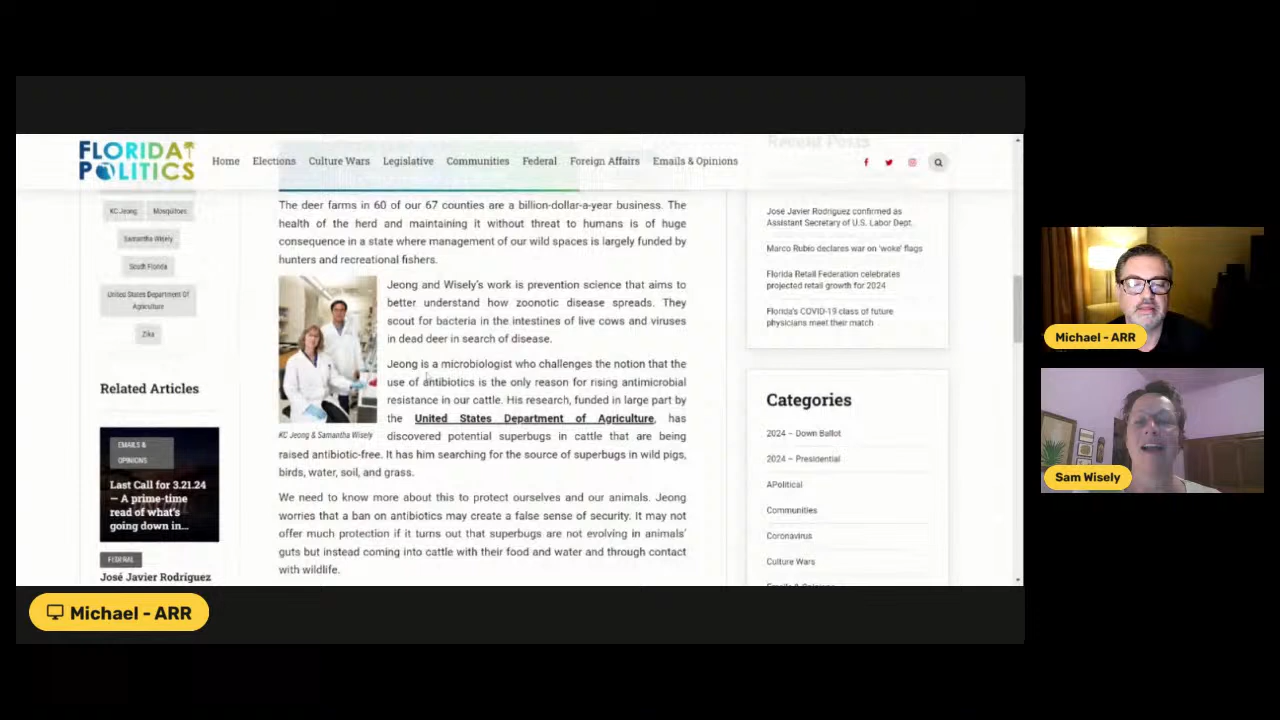 FLORIDA
POLITICS
Home Elections Culture Wars Legislative Communities Federal Foreign Affairs Emails & Opinions
Recent Posts
KC Jeong Mosquitoes
Samantha Wisely
South Florida
United States Department Of
Agriculture
Zika
Related Articles
EMAILS &
OPINIONS
Last Call for 3.21.24
— A prime-time
read of what's
going down in...
FEDERAL
José Javier Rodríguez
The deer farms in 60 of our 67 counties are a billion-dollar-a-year business. The
health of the herd and maintaining it without threat to humans is of huge
consequence in a state where management of our wild spaces is largely funded by
hunters and recreational fishers.
Jeong and Wisely's work is prevention science that aims to
better understand how zoonotic disease spreads. They
scout for bacteria in the intestines of live cows and viruses
in dead deer in search of disease.
Jeong is a microbiologist who challenges the notion that the
use of antibiotics is the only reason for rising antimicrobial
resistance in our cattle. His research, funded in large part by
the United States Department of Agriculture, has
KC Jeong & Samantha Wisely
discovered potential superbugs in cattle that are being
raised antibiotic-free. It has him searching for the source of superbugs in wild pigs,
birds, water, soil, and grass.
We need to know more about this to protect ourselves and our animals. Jeong
worries that a ban on antibiotics may create a false sense of security. It may not
offer much protection if it turns out that superbugs are not evolving in animals'
guts but instead coming into cattle with their food and water and through contact
with wildlife.
José Javier Rodríguez confirmed as
Assistant Secretary of U.S. Labor Dept.
Marco Rubio declares war on 'woke' flags
Florida Retail Federation celebrates
projected retail growth for 2024
Florida's COVID-19 class of future
physicians meet their match
Categories
2024 – Down Ballot
2024 – Presidential
APolitical
Communities
Coronavirus
Culture Wars
Michael - ARR
Sam Wisely
Michael - ARR